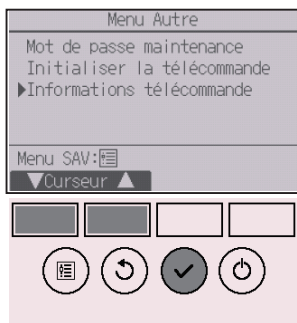 Menu Autre
Mot de passe maintenance
Initialiser la télécommande
▶Informations télécommande
Menu SAV:
▼Curseur ▲